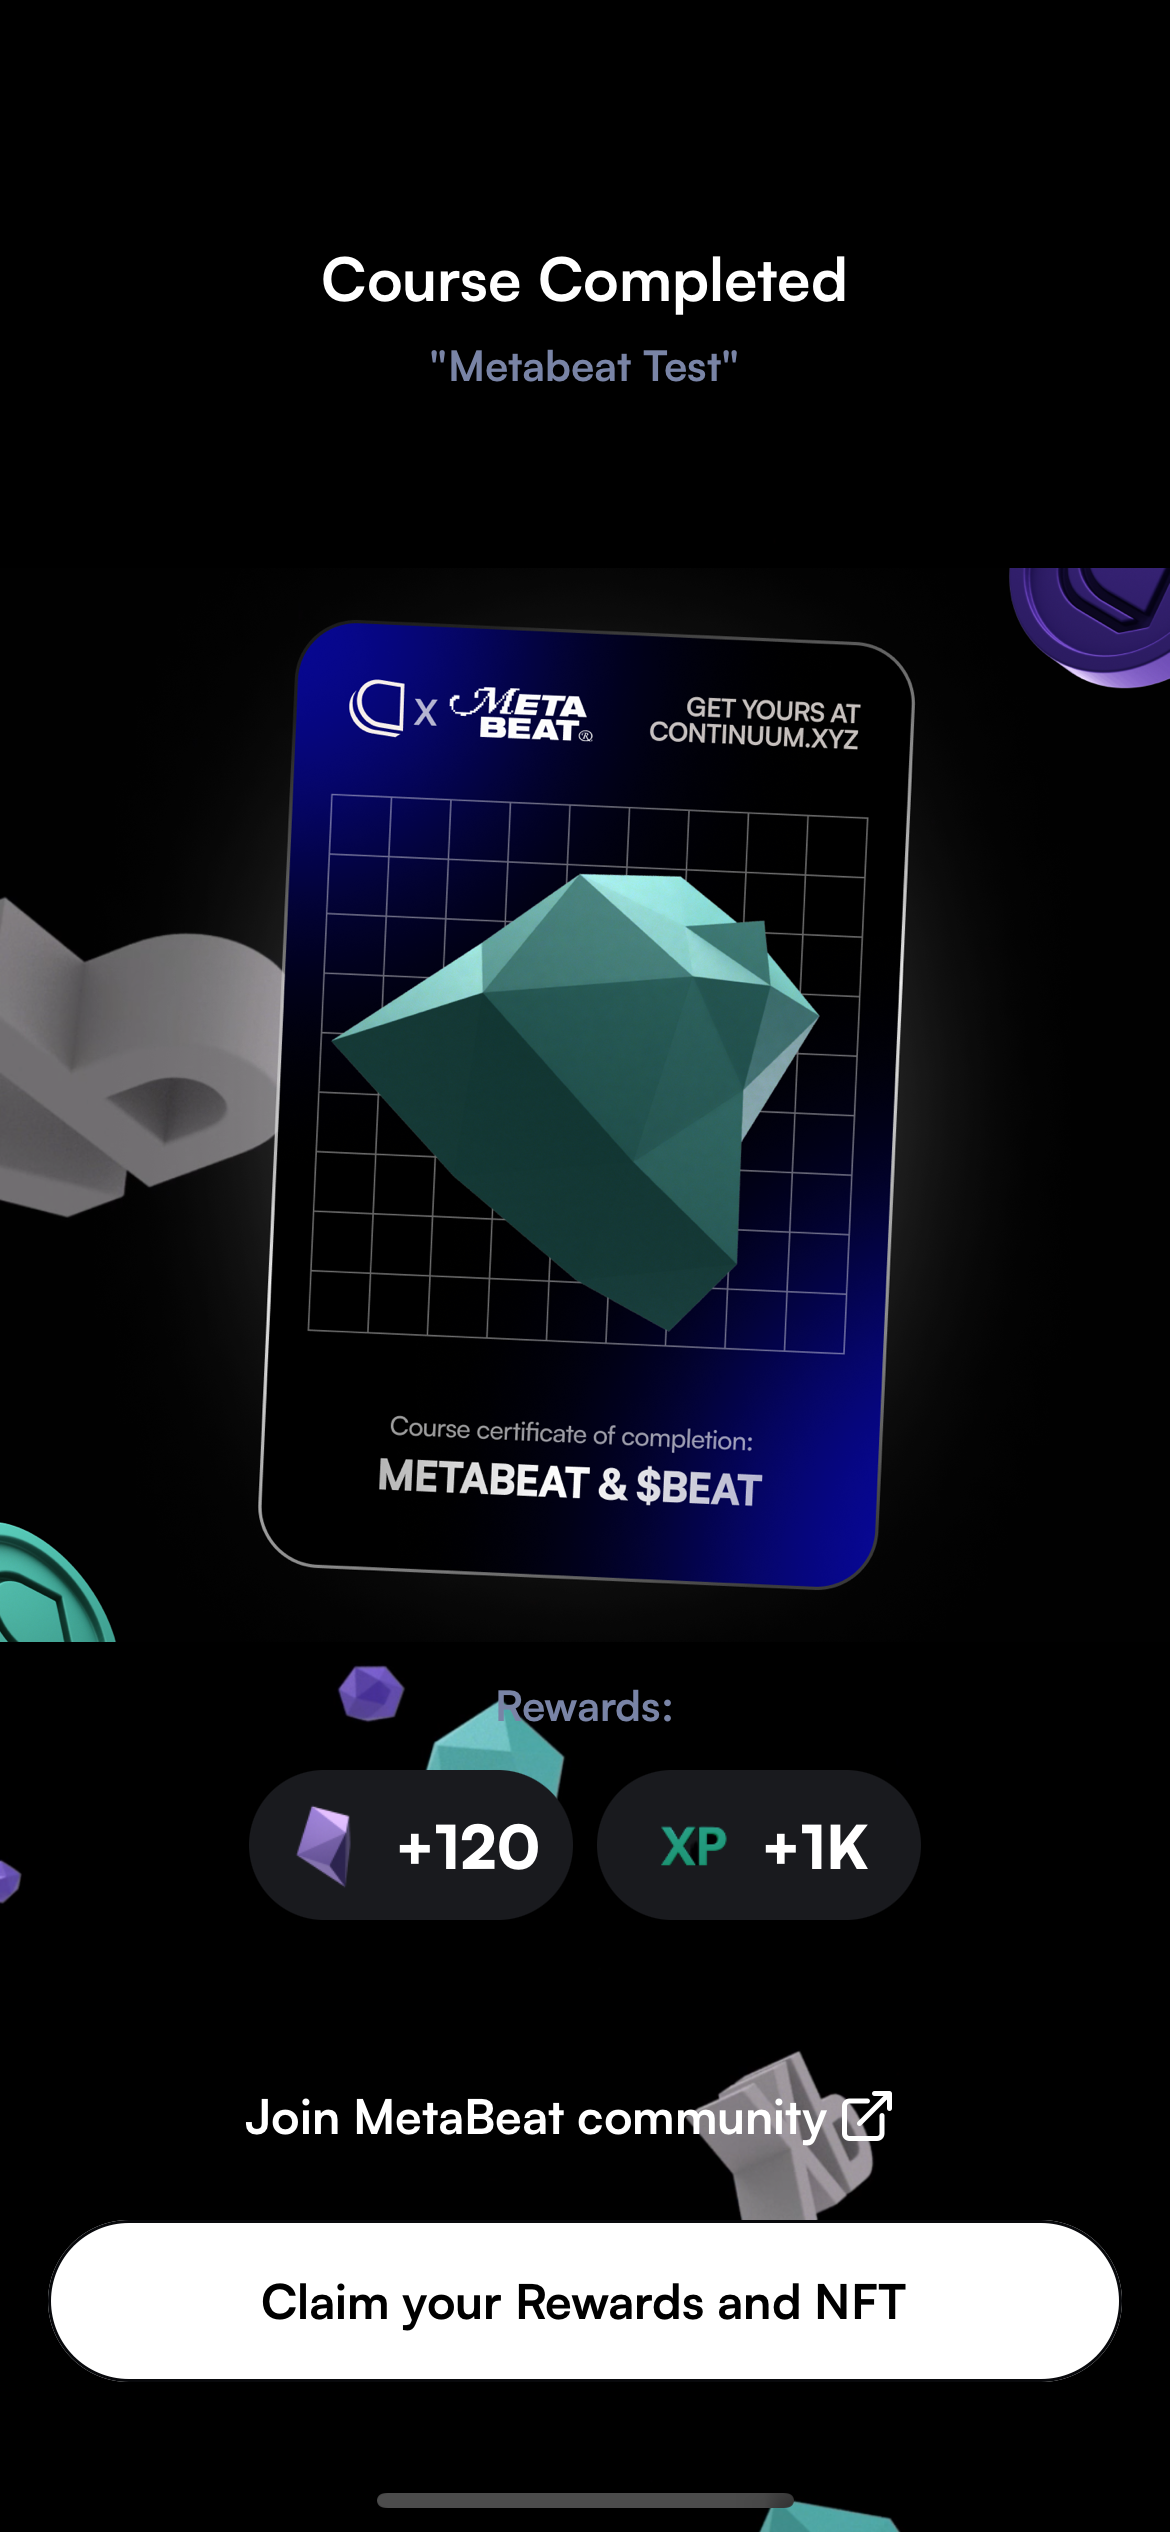 Course Completed
"Metabeat Test"
X META BEAT®
GET YOURS AT
CONTINUUM.XYZ
Course certificate of completion:
METABEAT & $BEAT
Rewards:
+120
XP +1K
Join MetaBeat community
Claim your Rewards and NFT